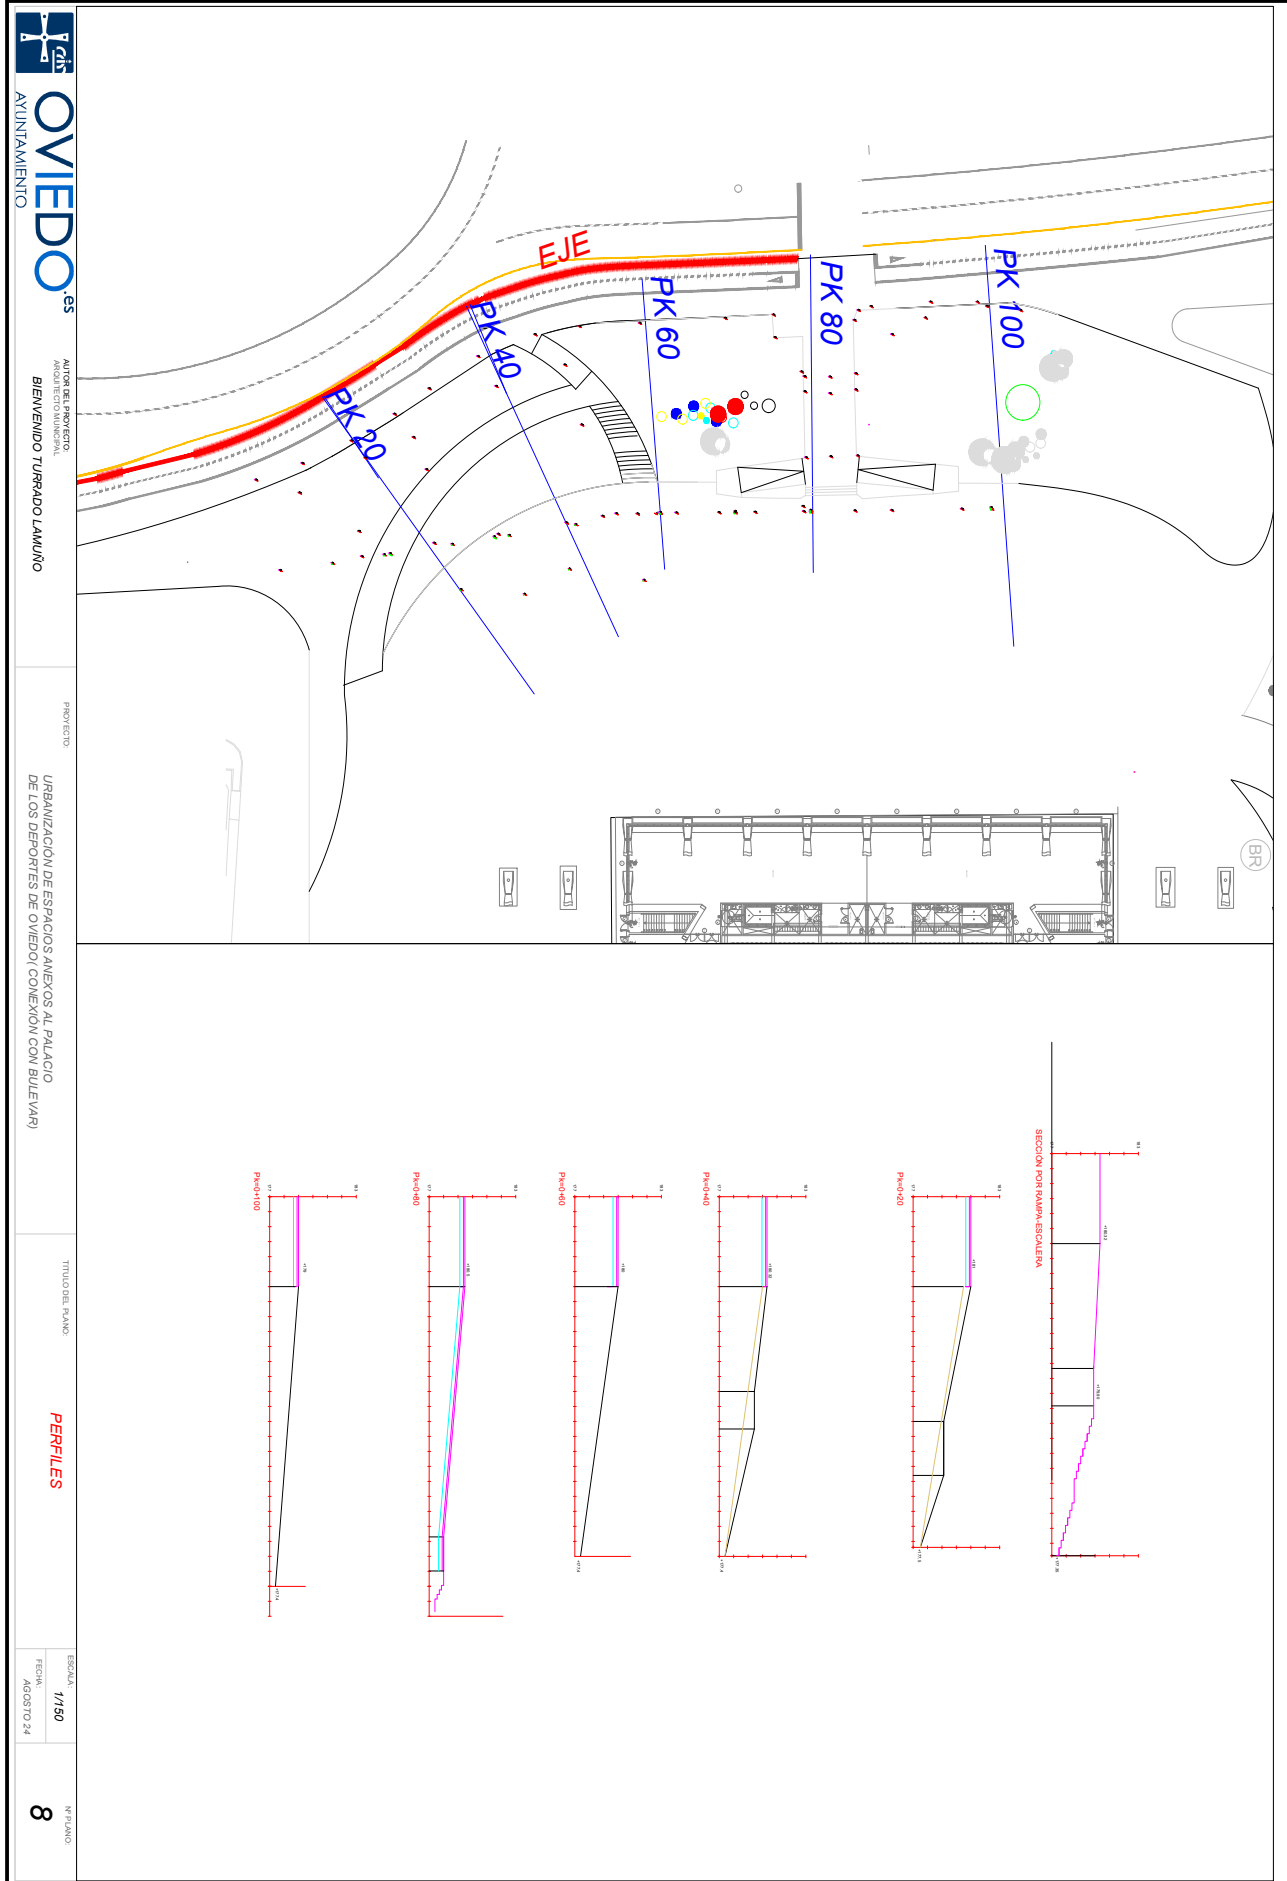 OVIEDO.es
AYUNTAMIENTO
AUTOR DEL PROYECTO:
ARQUITECTO MUNICIPAL
BIENVENIDO TURRADO LAMUÑO
PROYECTO:
URBANIZACIÓN DE ESPACIOS ANEXOS AL PALACIO
DE LOS DEPORTES DE OVIEDO( CONEXIÓN CON BULEVAR)
TITULO DEL PLANO:
PERFILES
ESCALA:
1/150
FECHA:
AGOSTO 24
Nº PLANO:
8
EJE
PK 20
PK 40
PK 60
PK 80
PK 100
BR
SECCIÓN POR RAMPA-ESCALERA
Pk=0+20
Pk=0+40
Pk=0+60
Pk=0+80
Pk=0+100